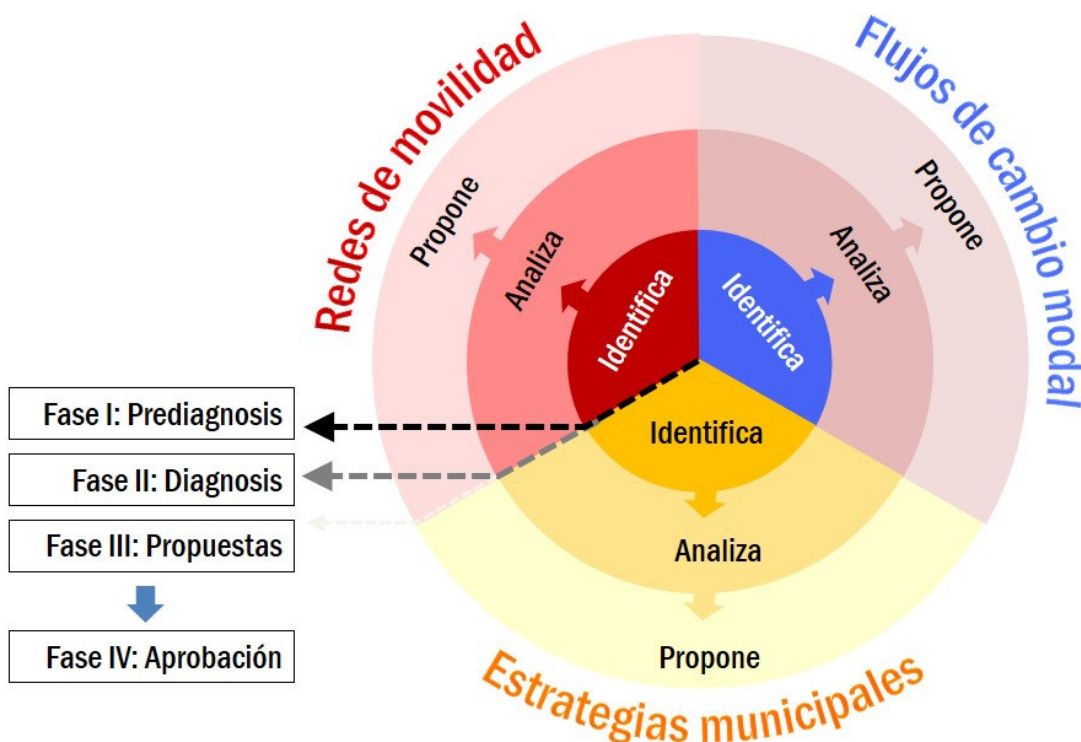 Redes de movilidad
Flujos de cambio modal
Propone
Analiza
Identifica
Identifica
Analiza
Propone
Fase I: Prediagnosis
Fase II: Diagnosis
Fase III: Propuestas
Fase IV: Aprobación
Identifica
Analiza
Propone
Estrategias municipales